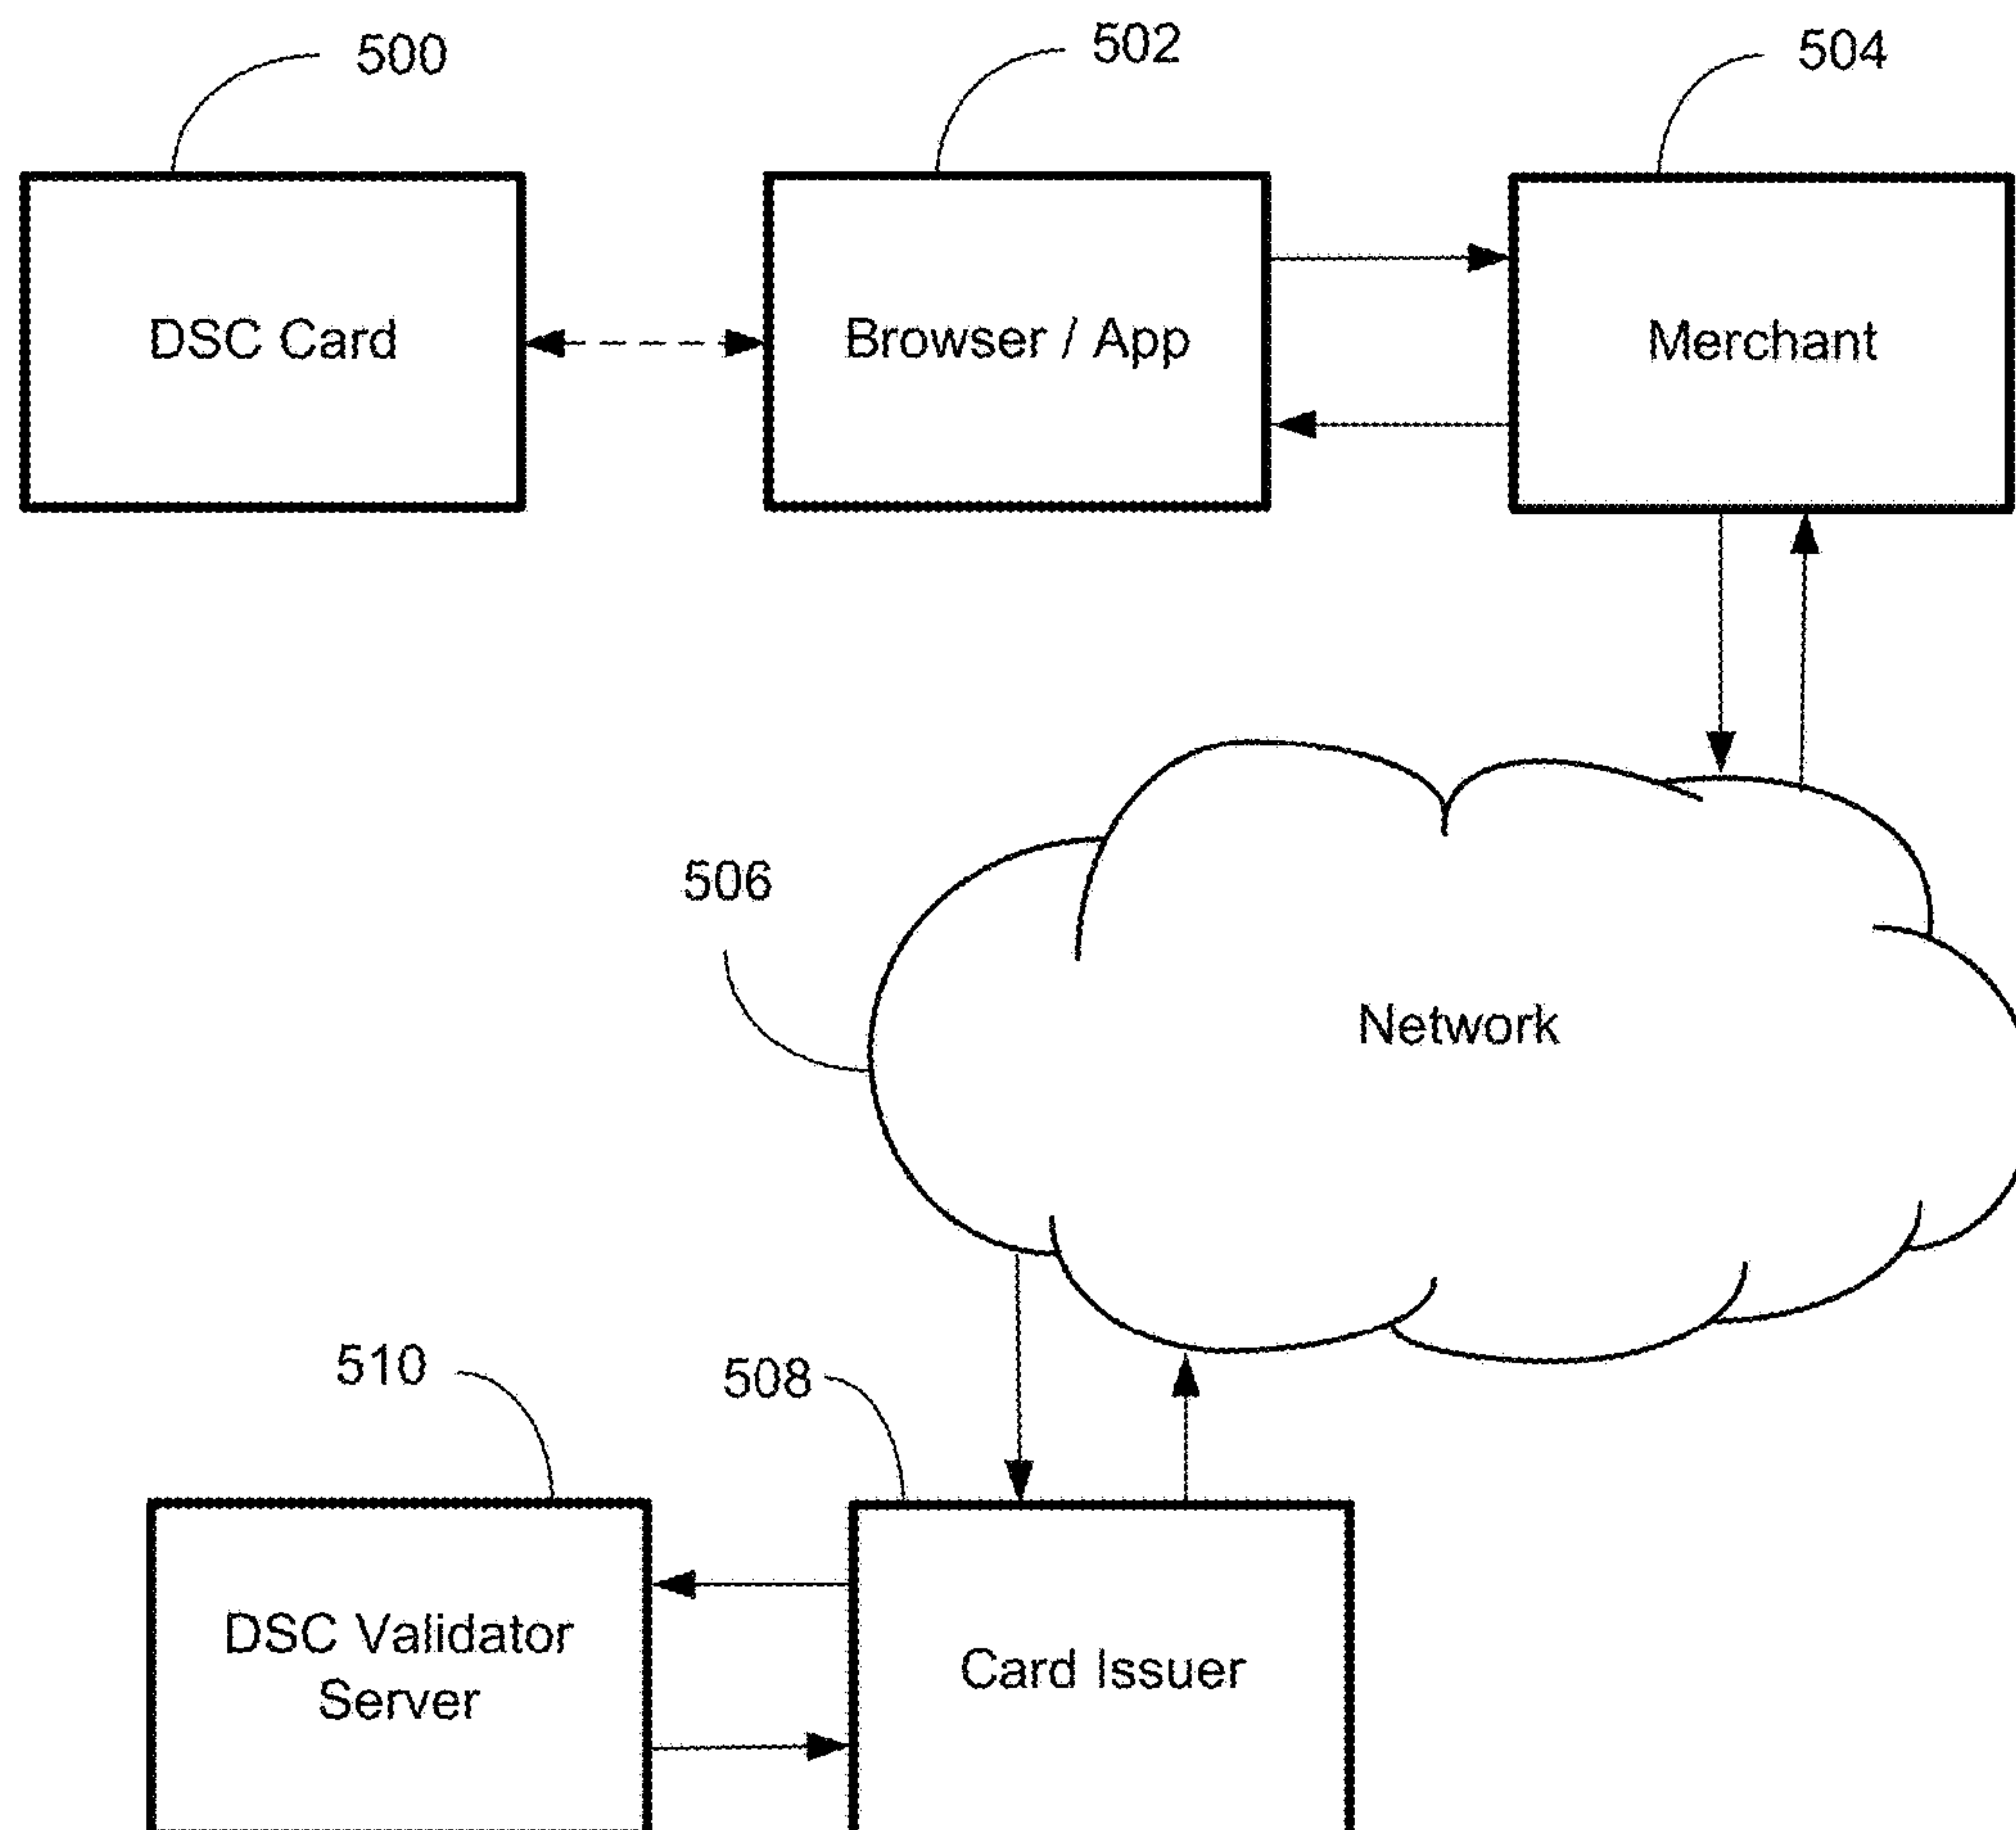 500
502
504
DSC Card
Browser / App
Merchant
506
Network
510
508
DSC Validator
Server
Card Issuer